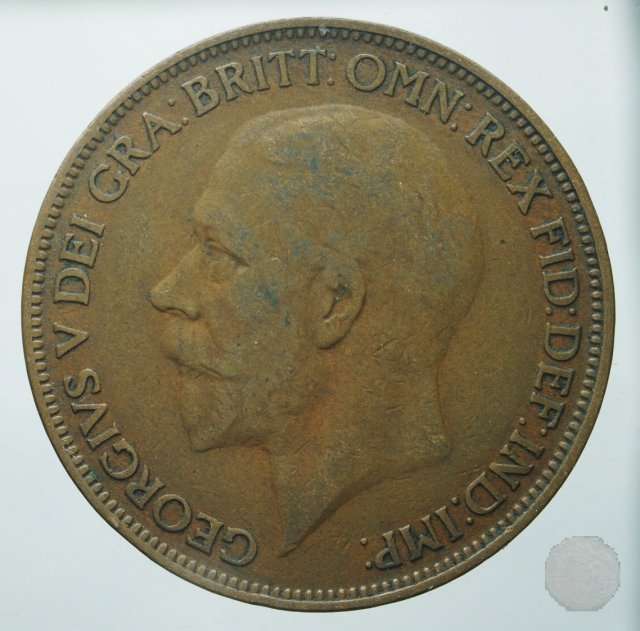 GEORGIVS V DEI GRA: BRITT: OMN: REX FID: DEF: IND: IMP: